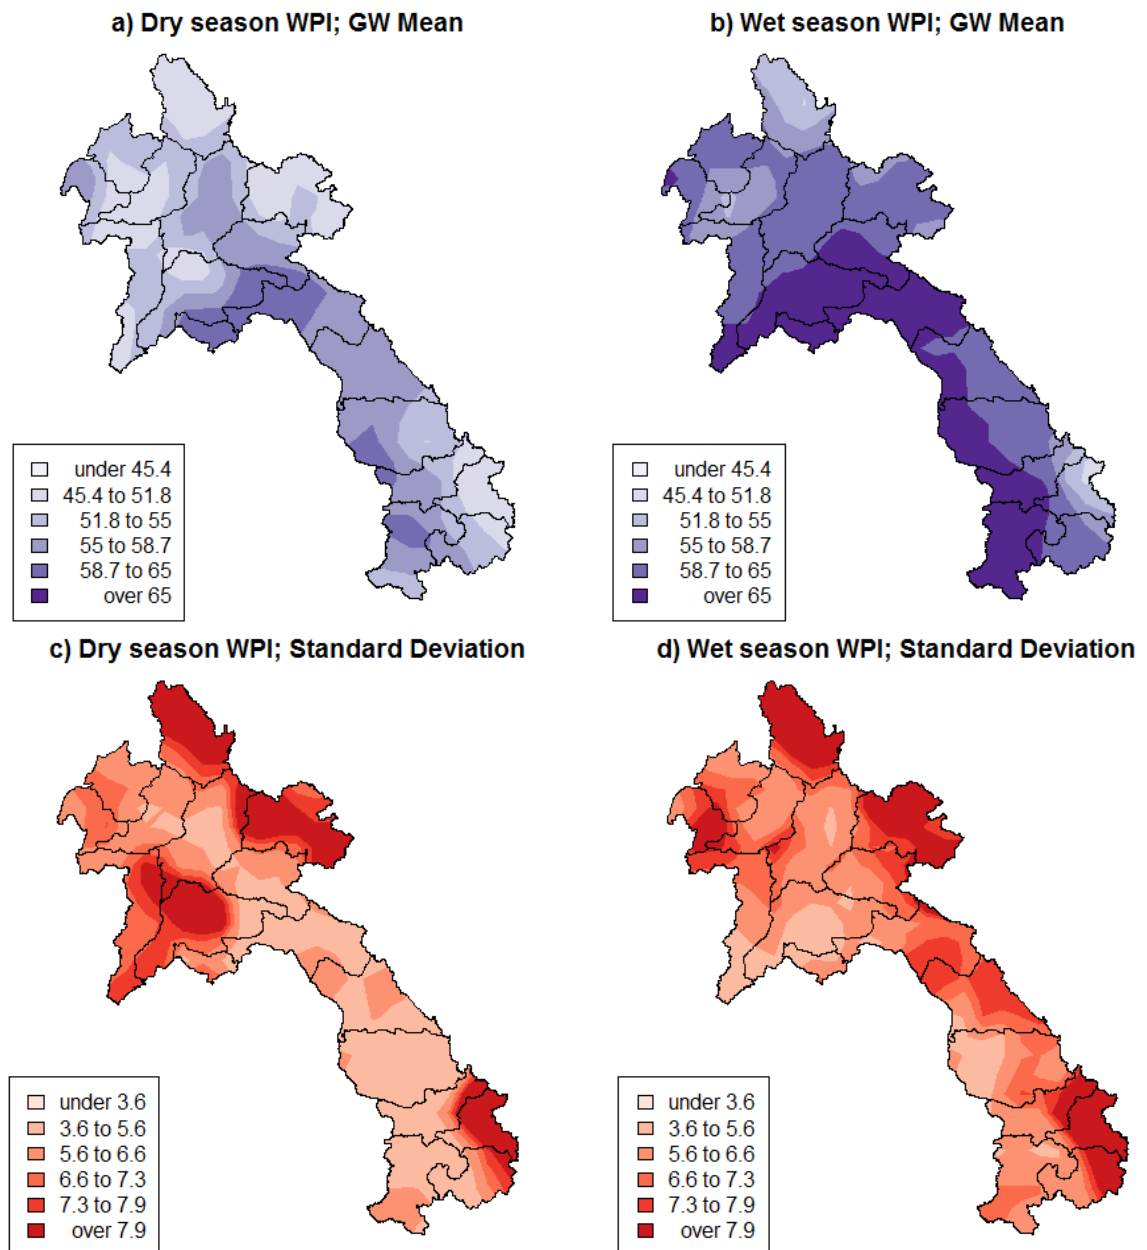 a) Dry season WPI; GW Mean
b) Wet season WPI; GW Mean
under 45.4
45.4 to 51.8
51.8 to 55
55 to 58.7
58.7 to 65
over 65
under 45.4
45.4 to 51.8
51.8 to 55
55 to 58.7
58.7 to 65
over 65
c) Dry season WPI; Standard Deviation
d) Wet season WPI; Standard Deviation
under 3.6
3.6 to 5.6
5.6 to 6.6
6.6 to 7.3
7.3 to 7.9
over 7.9
under 3.6
3.6 to 5.6
5.6 to 6.6
6.6 to 7.3
7.3 to 7.9
over 7.9